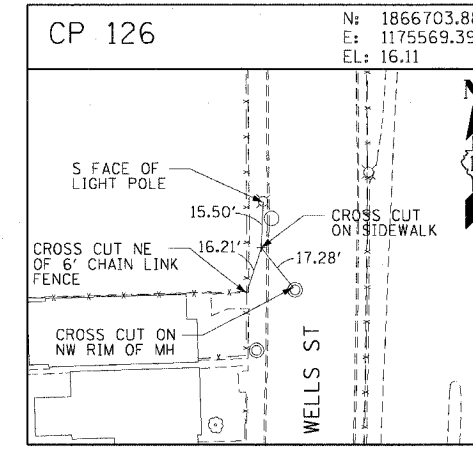 CP 126
N: 1866703.88
E: 1175569.39
EL: 16.11
N
S FACE OF
LIGHT POLE
15.50'
CROSS CUT
ON SIDEWALK
16.21'
17.28'
CROSS CUT NE
OF 6' CHAIN LINK
FENCE
CROSS CUT ON
NW RIM OF MH
WELLS ST